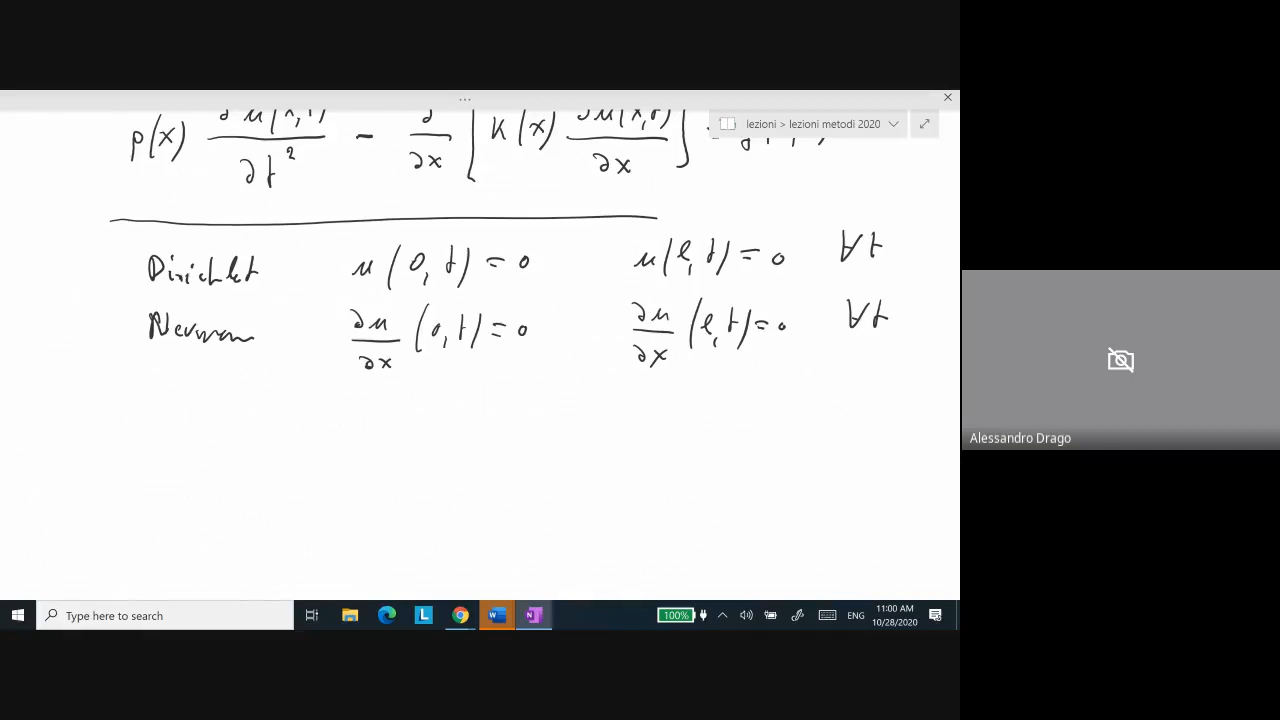 lezioni > lezioni metodi 2020
ρ(x) ∂²u(x,t)/∂t² - ∂/∂x [K(x) ∂u(x,t)/∂x]
Dirichlet u(0,t)=0 u(l,t)=0 ∀t
Neumann ∂u/∂x (0,t)=0 ∂u/∂x (l,t)=0 ∀t
Alessandro Drago
Type here to search
L
W
N
100%
ENG
11:00 AM
10/28/2020